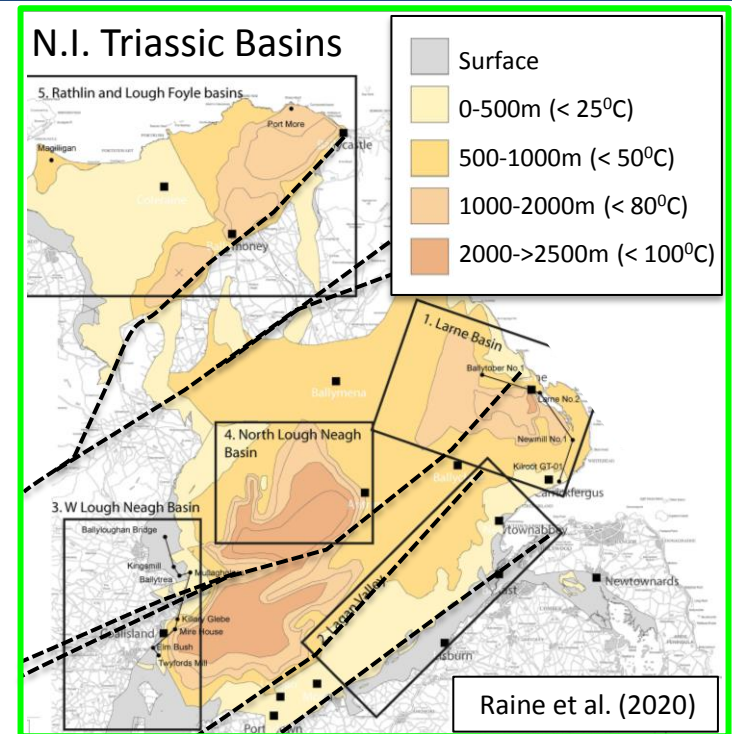 N.I. Triassic Basins
Surface
0-500m (< 25⁰C)
500-1000m (< 50⁰C)
1000-2000m (< 80⁰C)
2000->2500m (< 100⁰C)
5. Rathlin and Lough Foyle basins
Port More
Magilligan
1. Larne Basin
Ballytober No.1
Larne No.2
Ballymena
4. North Lough Neagh
Basin
Newmill No.1
Kilroot GT-01
3. W Lough Neagh Basin
Ballyloughan Bridge
Kingsmill
Ballytrea
Newtownards
2. Lagan Valley
Killary Glebe
Mire House
Elm Bush
Twyfords Mill
Raine et al. (2020)